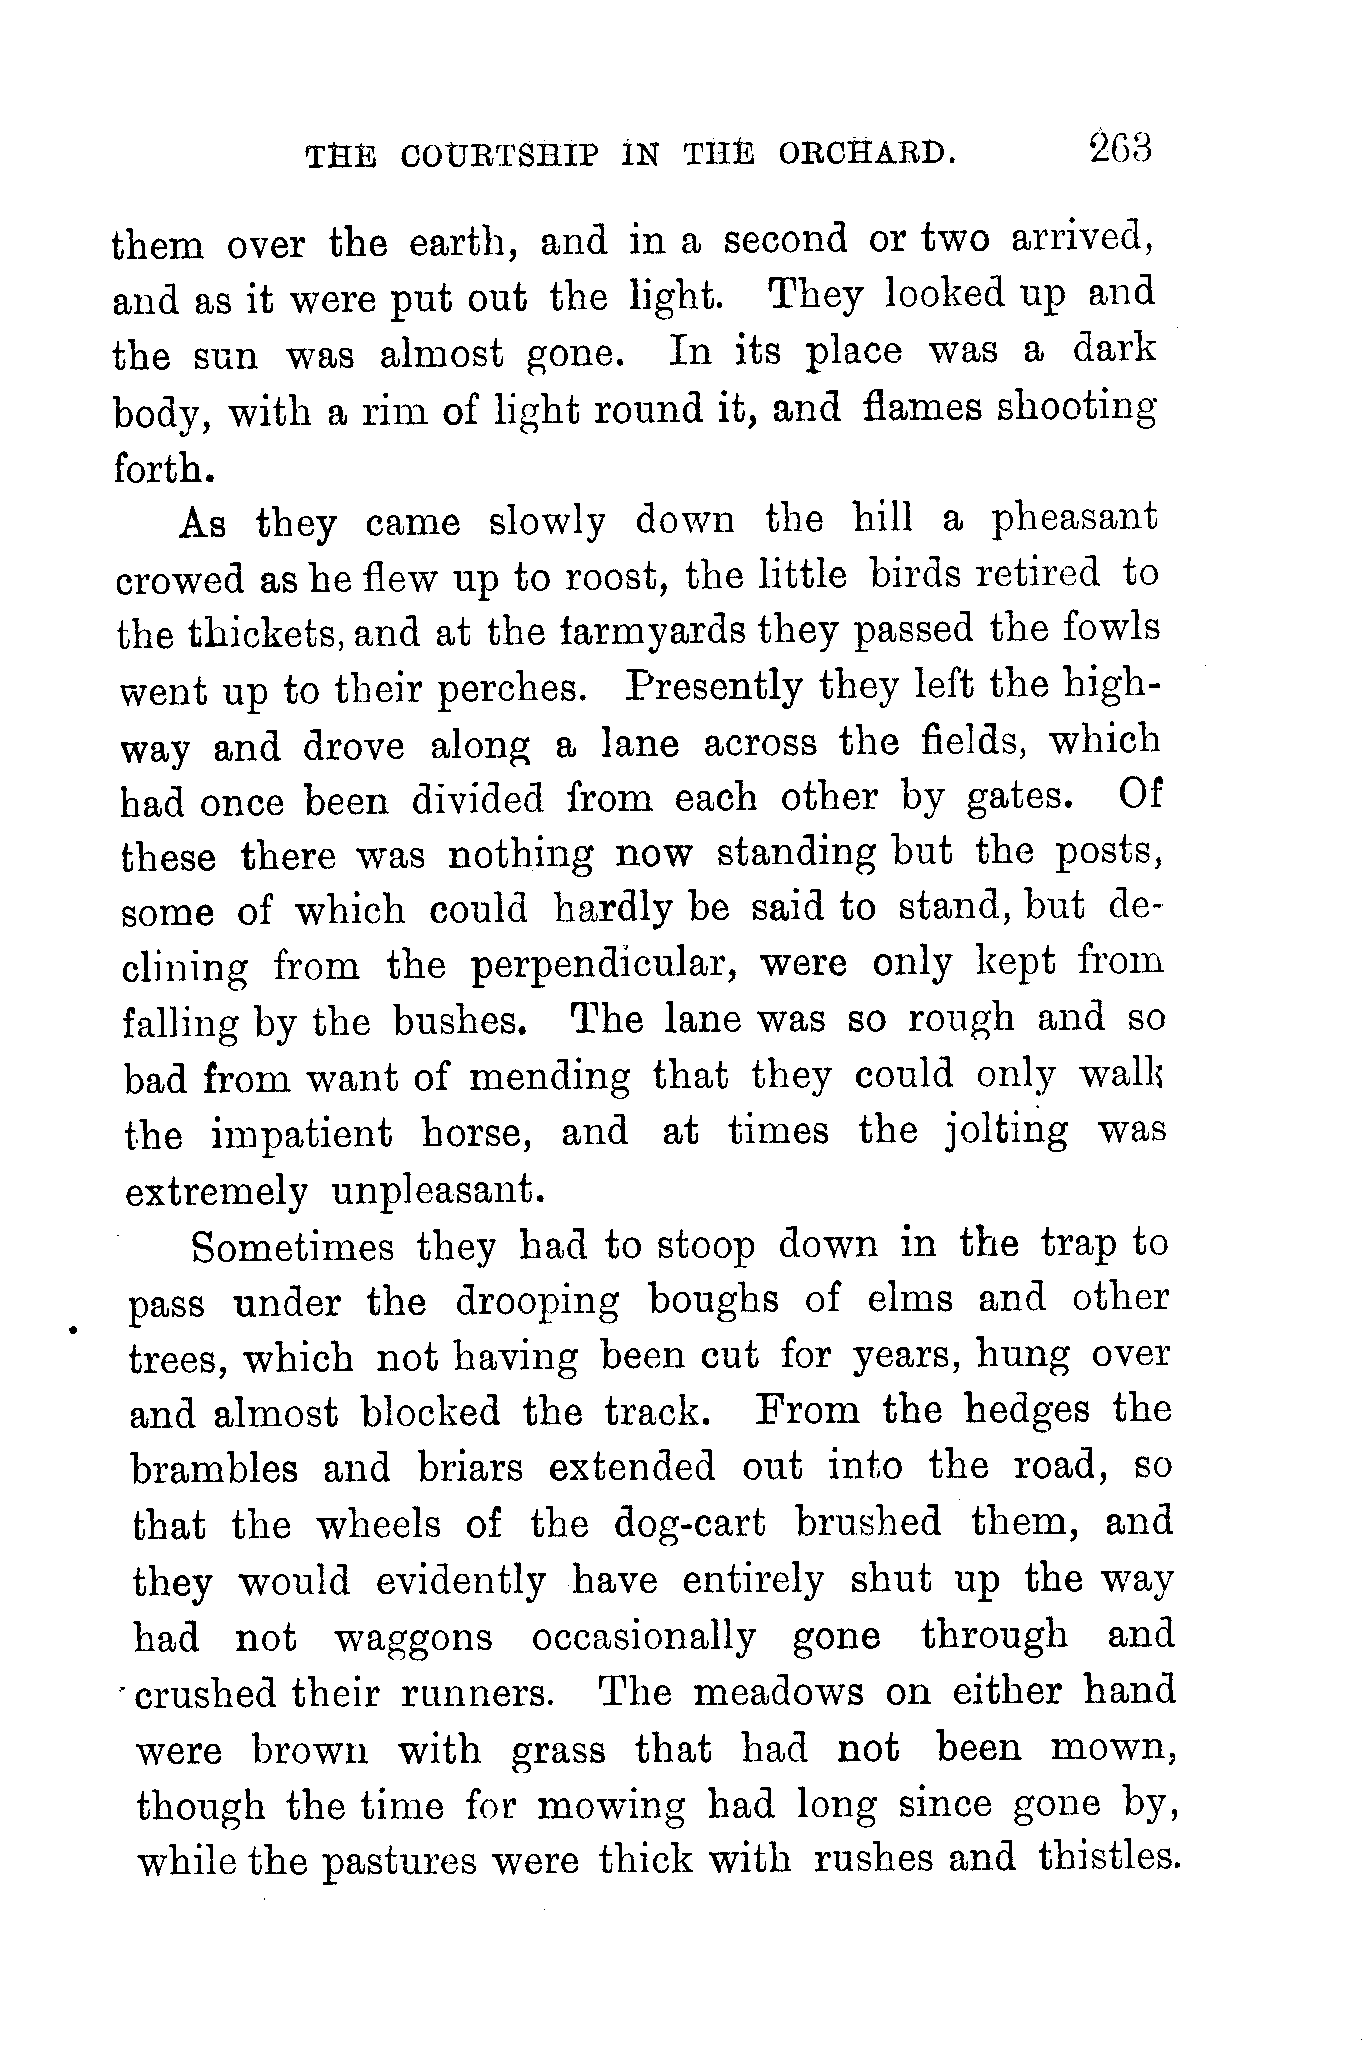 THE COURTSHIP IN THE ORCHARD. 263
them over the earth, and in a second or two arrived,
and as it were put out the light. They looked up and
the sun was almost gone. In its place was a dark
body, with a rim of light round it, and flames shooting
forth.
As they came slowly down the hill a pheasant
crowed as he flew up to roost, the little birds retired to
the thickets, and at the farmyards they passed the fowls
went up to their perches. Presently they left the high-
way and drove along a lane across the fields, which
had once been divided from each other by gates. Of
these there was nothing now standing but the posts,
some of which could hardly be said to stand, but de-
clining from the perpendicular, were only kept from
falling by the bushes. The lane was so rough and so
bad from want of mending that they could only walk
the impatient horse, and at times the jolting was
extremely unpleasant.
Sometimes they had to stoop down in the trap to
pass under the drooping boughs of elms and other
trees, which not having been cut for years, hung over
and almost blocked the track. From the hedges the
brambles and briars extended out into the road, so
that the wheels of the dog-cart brushed them, and
they would evidently have entirely shut up the way
had not waggons occasionally gone through and
crushed their runners. The meadows on either hand
were brown with grass that had not been mown,
though the time for mowing had long since gone by,
while the pastures were thick with rushes and thistles.